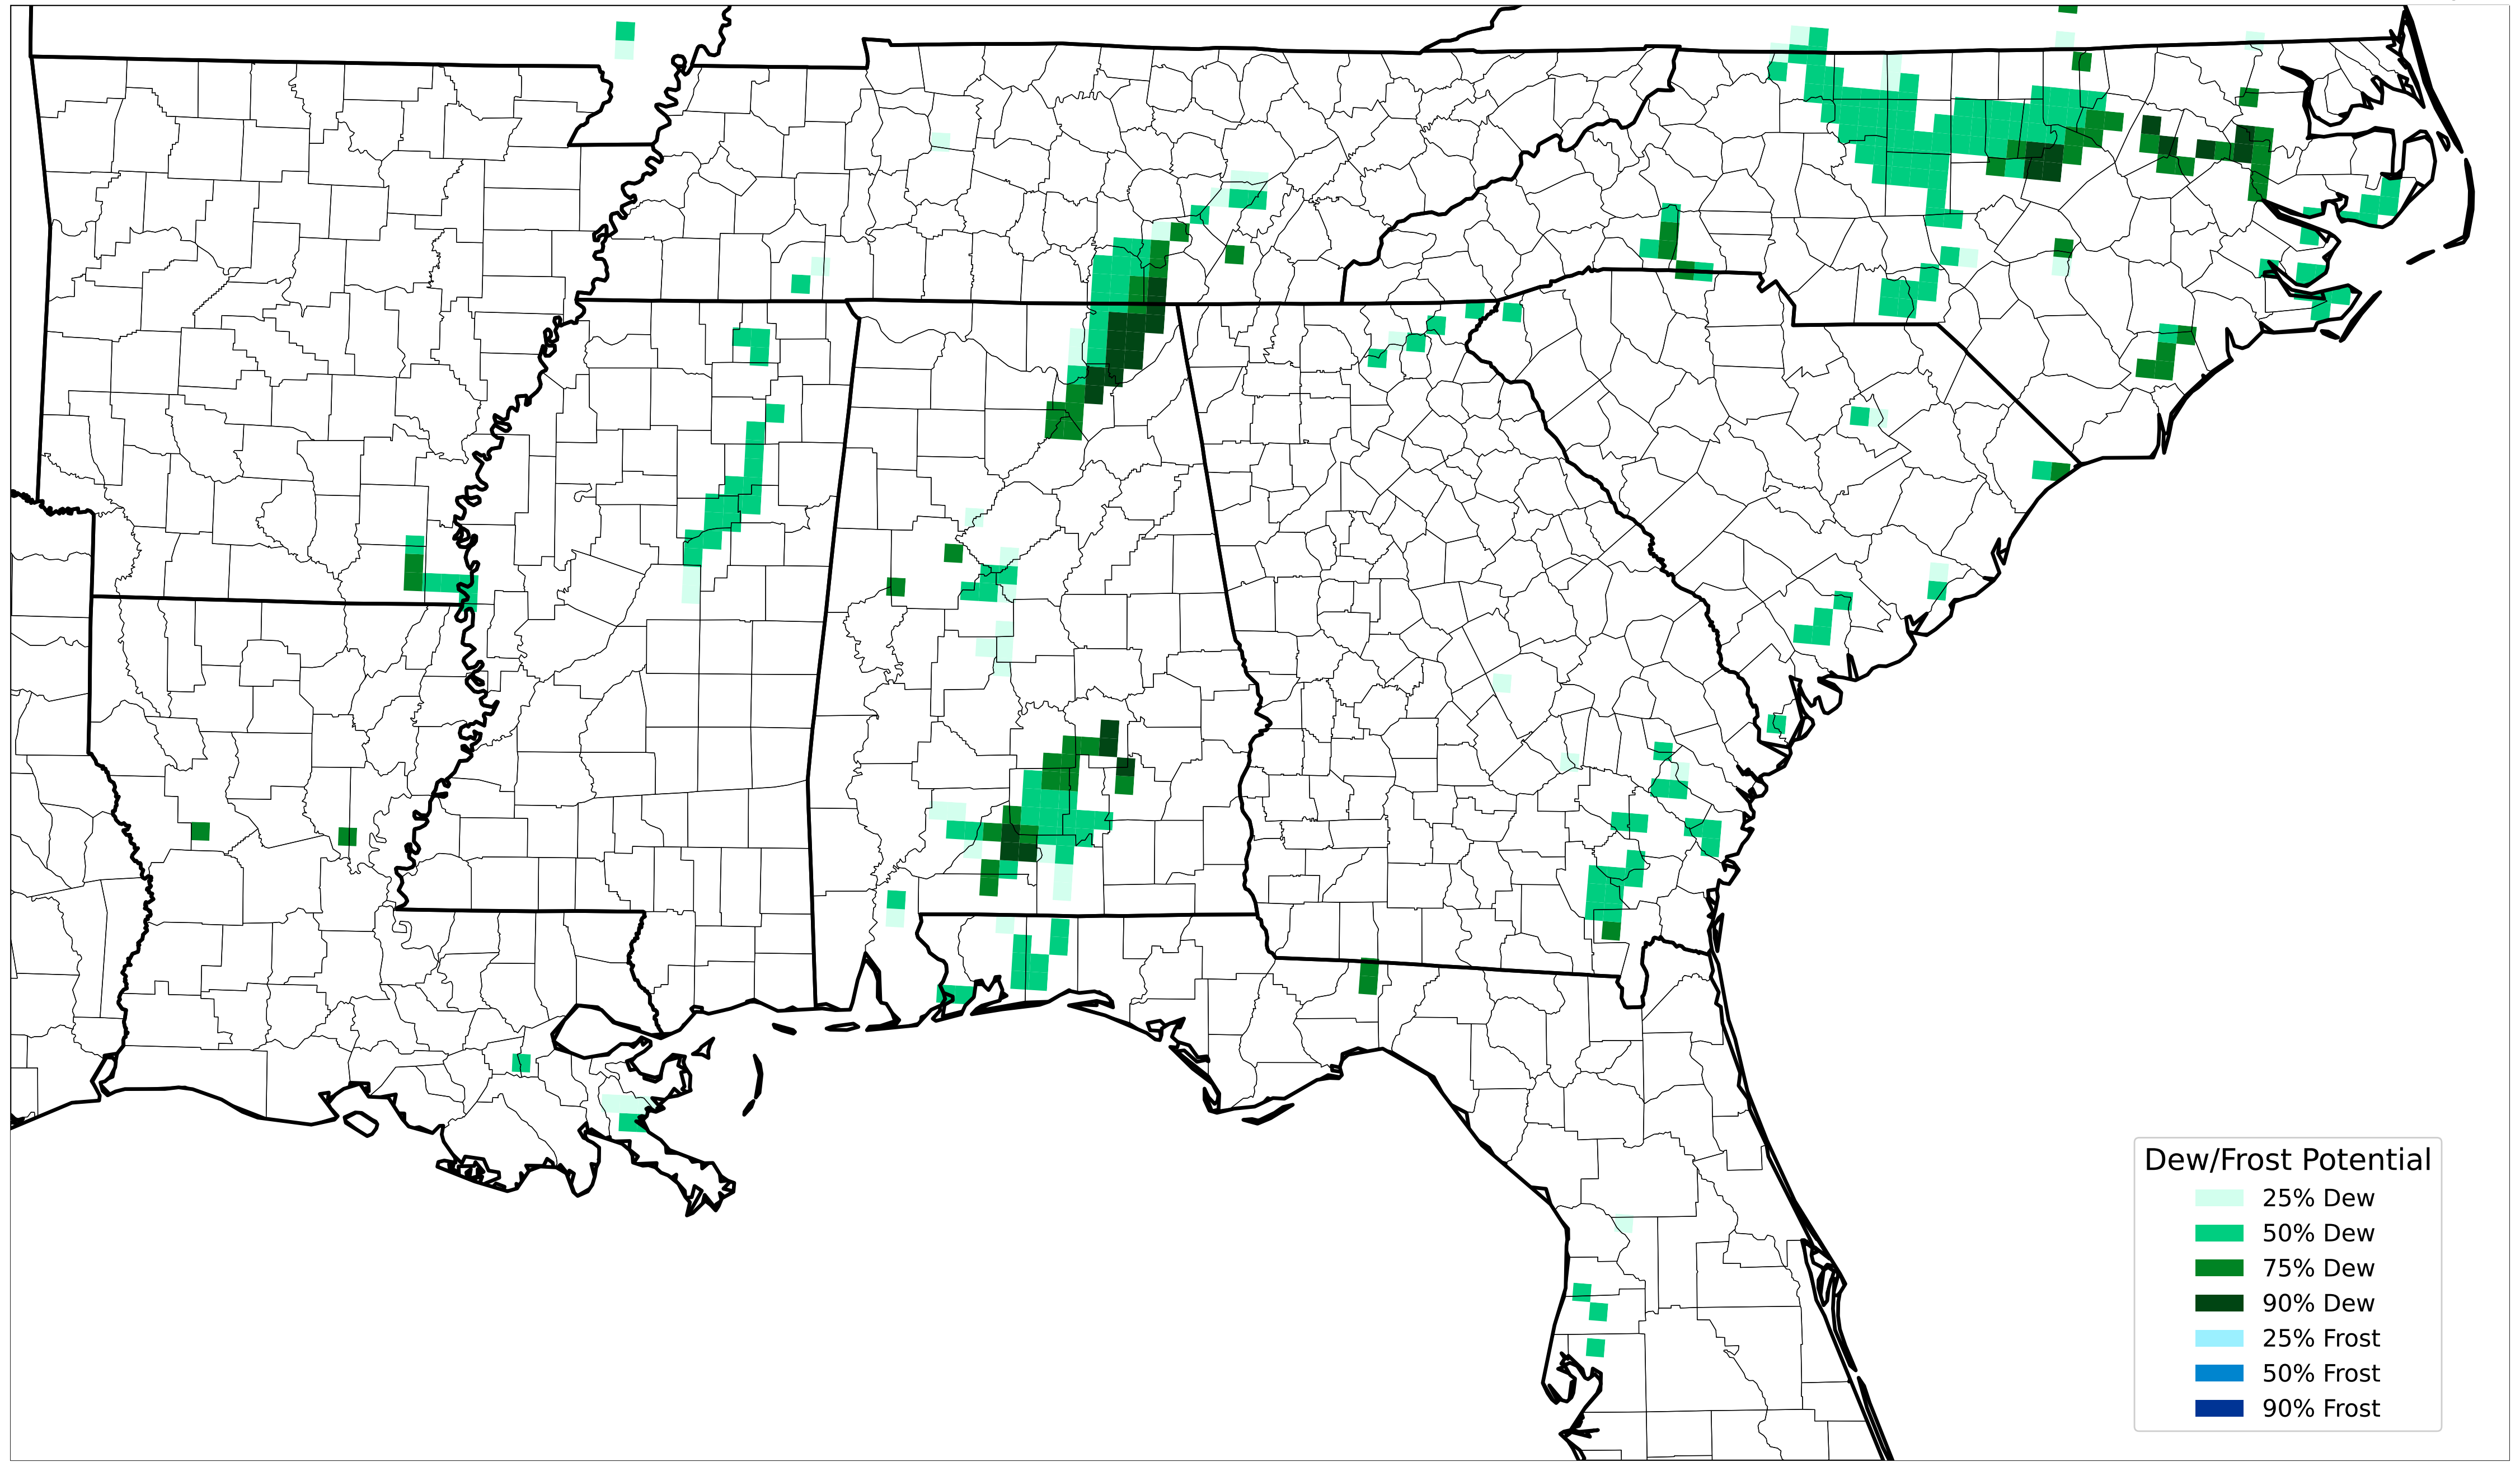 Dew/Frost Potential
25% Dew
50% Dew
75% Dew
90% Dew
25% Frost
50% Frost
90% Frost